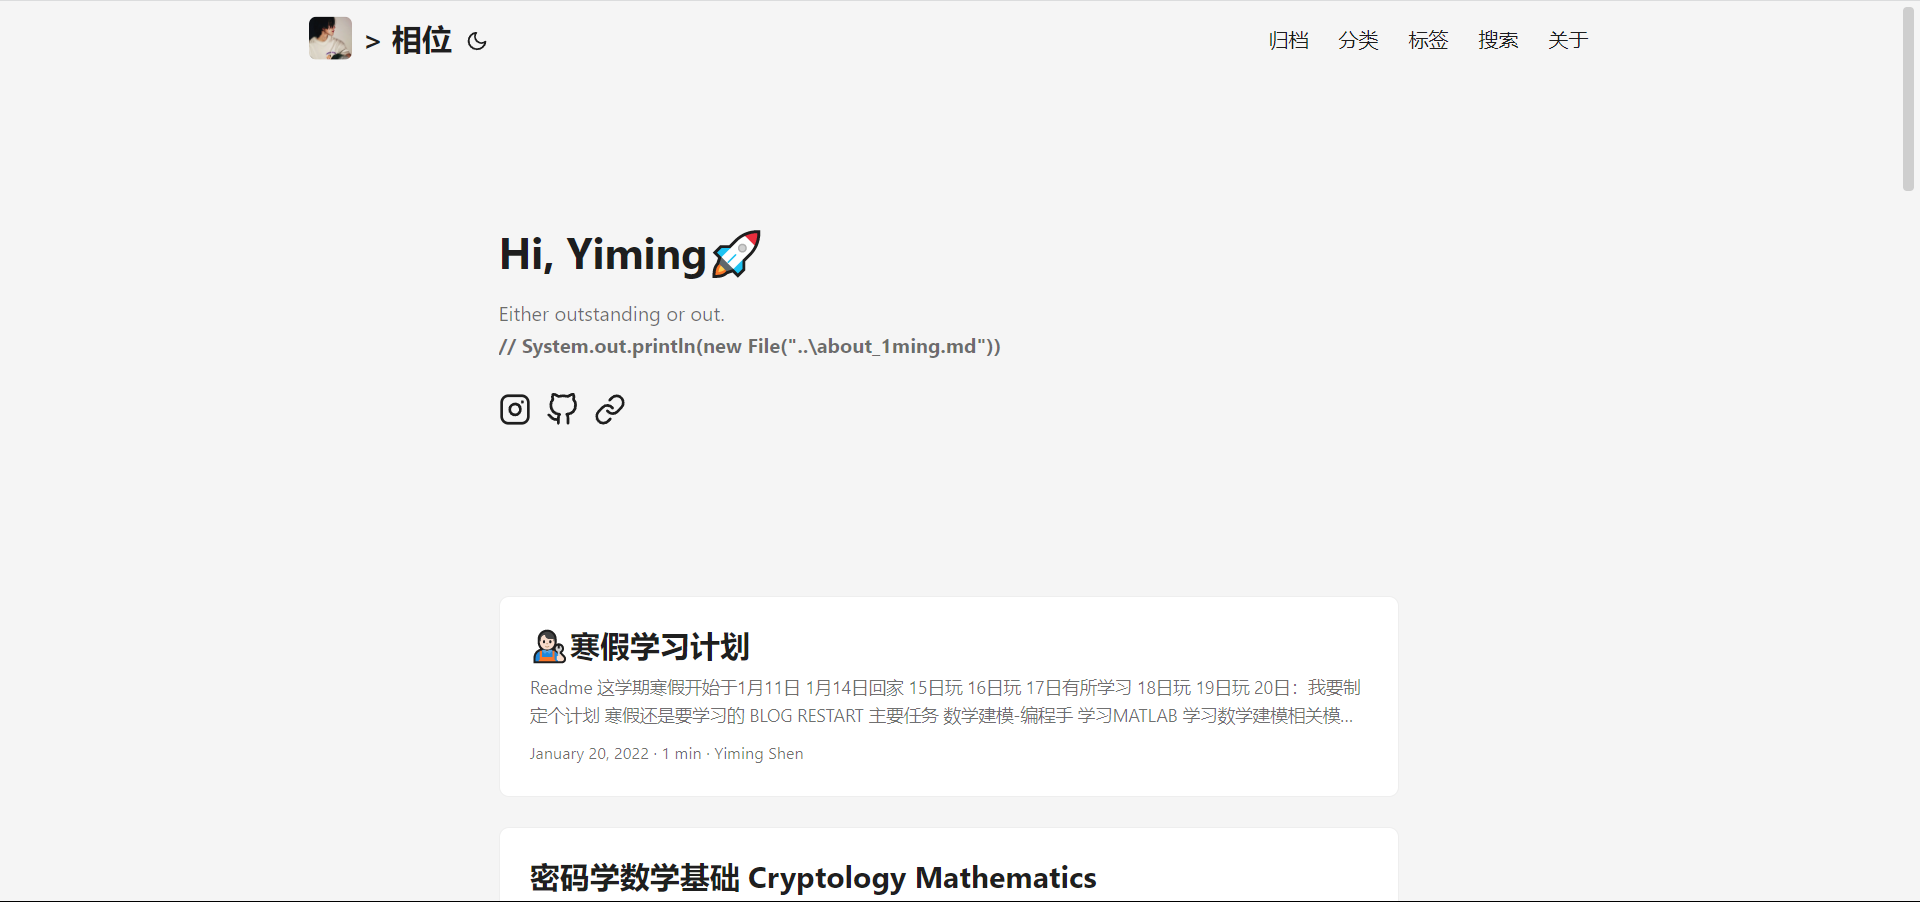 > 相位
归档 分类 标签 搜索 关于
Hi, Yiming🚀
Either outstanding or out.
// System.out.println(new File("..\about_1ming.md"))
👩🏻‍🔧寒假学习计划
Readme 这学期寒假开始于1月11日 1月14日回家 15日玩 16日玩 17日有所学习 18日玩 19日玩 20日：我要制
定个计划 寒假还是要学习的 BLOG RESTART 主要任务 数学建模-编程手 学习MATLAB 学习数学建模相关模...
January 20, 2022 · 1 min · Yiming Shen
密码学数学基础 Cryptology Mathematics